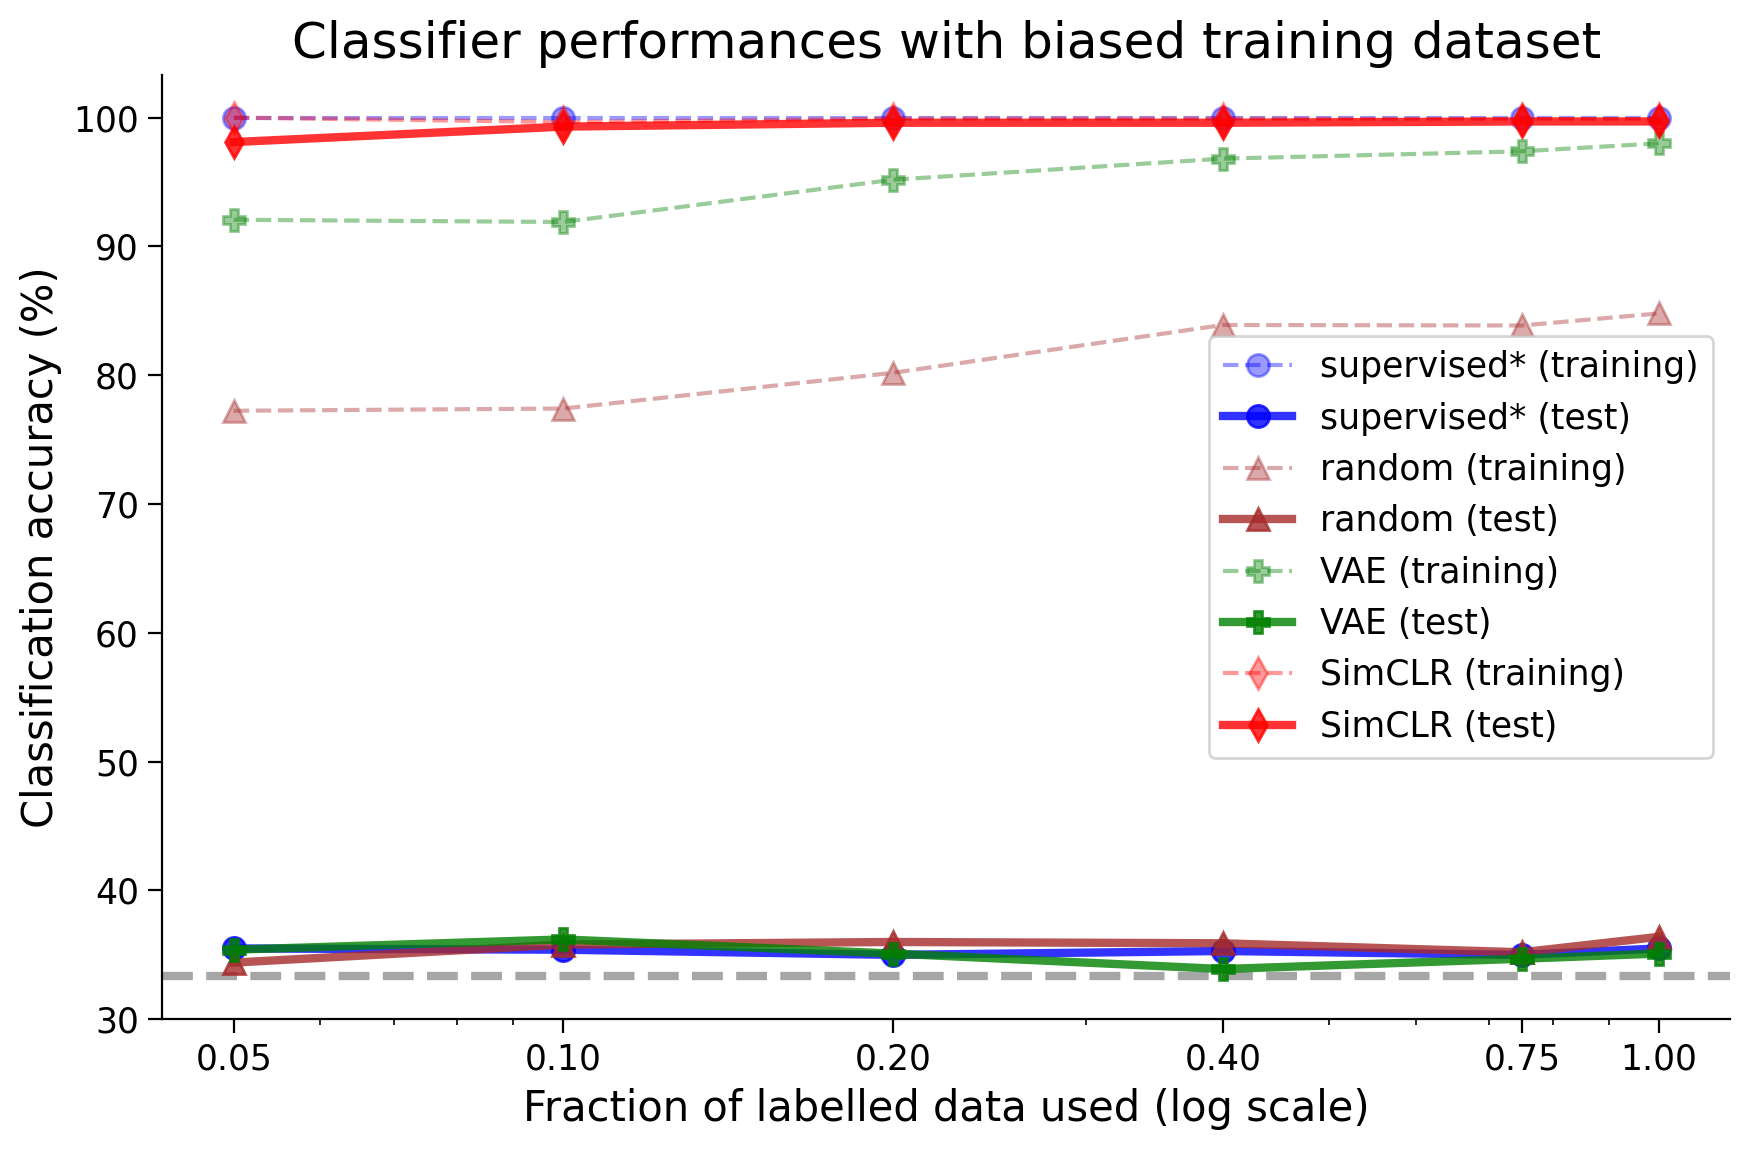 Classifier performances with biased training dataset
Classification accuracy (%)
100
90
80
70
60
50
40
30
supervised* (training)
supervised* (test)
random (training)
random (test)
VAE (training)
VAE (test)
SimCLR (training)
SimCLR (test)
0.05 0.10 0.20 0.40 0.75 1.00
Fraction of labelled data used (log scale)